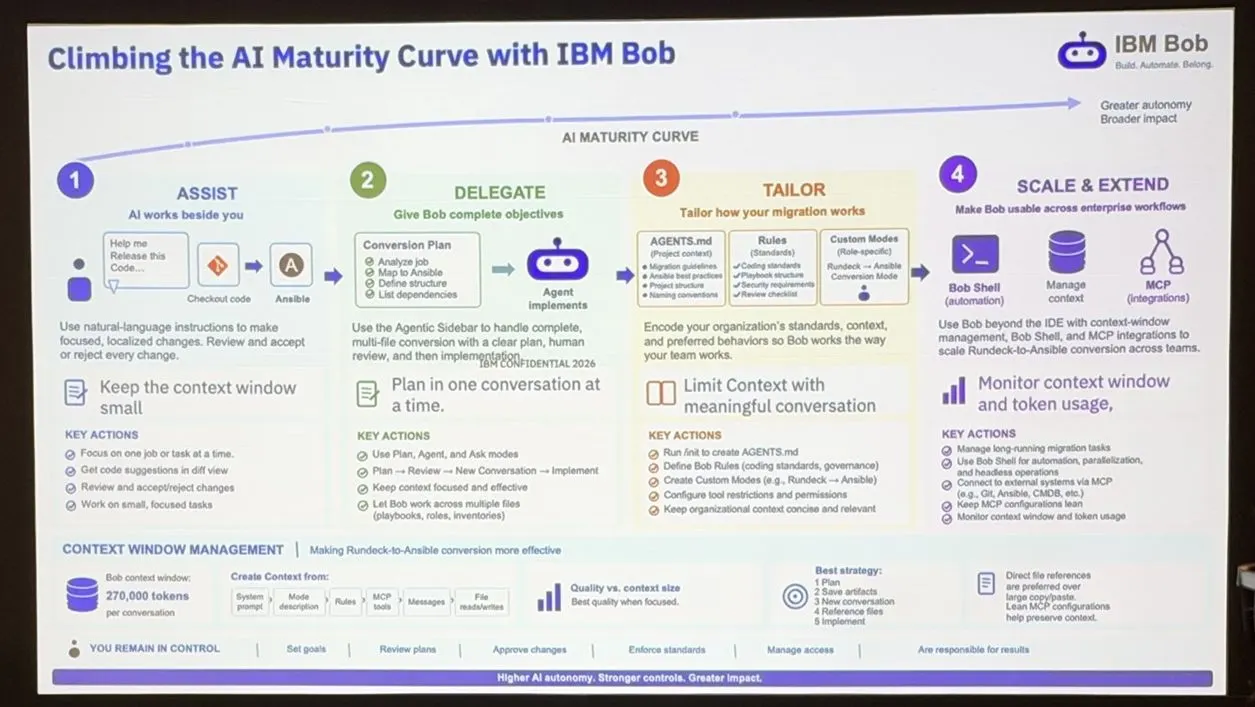 Climbing the AI Maturity Curve with IBM Bob
IBM Bob
Build. Automate. Belong.
AI MATURITY CURVE
Greater autonomy
Broader impact
1
ASSIST
AI works beside you
Help me
Release this
Code...
A
Checkout code
Ansible
Use natural-language instructions to make
focused, localized changes. Review and accept
or reject every change.
Keep the context window
small
KEY ACTIONS
Focus on one job or task at a time.
Get code suggestions in diff view
Review and accept/reject changes
Work on small, focused tasks
2
DELEGATE
Give Bob complete objectives
Conversion Plan
Analyze job
Map to Ansible
Define structure
List dependencies
Agent
implements
Use the Agentic Sidebar to handle complete,
multi-file conversion with a clear plan, human
review, and then implementation.
IBM CONFIDENTIAL 2026
Plan in one conversation at
a time.
KEY ACTIONS
Use Plan, Agent, and Ask modes
Plan → Review → New Conversation → Implement
Keep context focused and effective
Let Bob work across multiple files
(playbooks, roles, inventories)
3
TAILOR
Tailor how your migration works
AGENTS.md
(Project context)
Migration guidelines
Ansible best practices
Project structure
Naming conventions
Rules
(Standards)
Coding standards
Playbook structure
Security requirements
Review checklist
Custom Modes
(Role-specific)
Rundeck → Ansible
Conversion Mode
Encode your organization's standards, context,
and preferred behaviors so Bob works the way
your team works.
Limit Context with
meaningful conversation
KEY ACTIONS
Run /init to create AGENTS.md
Define Bob Rules (coding standards, governance)
Create Custom Modes (e.g., Rundeck → Ansible)
Configure tool restrictions and permissions
Keep organizational context concise and relevant
4
SCALE & EXTEND
Make Bob usable across enterprise workflows
Bob Shell
(automation)
Manage
context
MCP
(integrations)
Use Bob beyond the IDE with context-window
management, Bob Shell, and MCP integrations to
scale Rundeck-to-Ansible conversion across teams.
Monitor context window
and token usage,
KEY ACTIONS
Manage long-running migration tasks
Use Bob Shell for automation, parallelization,
and headless operations
Connect to external systems via MCP
(e.g., Git, Ansible, CMDB, etc.)
Keep MCP configurations lean
Monitor context window and token usage
CONTEXT WINDOW MANAGEMENT | Making Rundeck-to-Ansible conversion more effective
Bob context window:
270,000 tokens
per conversation
Create Context from:
System
prompt
Mode
description
Rules
MCP
tools
Messages
File
reads/writes
Quality vs. context size
Best quality when focused.
Best strategy:
1 Plan
2 Save artifacts
3 New conversation
4 Reference files
5 Implement
Direct file references
are preferred over
large copy/paste.
Lean MCP configurations
help preserve context.
YOU REMAIN IN CONTROL | Set goals | Review plans | Approve changes | Enforce standards | Manage access | Are responsible for results
Higher AI autonomy. Stronger controls. Greater impact.